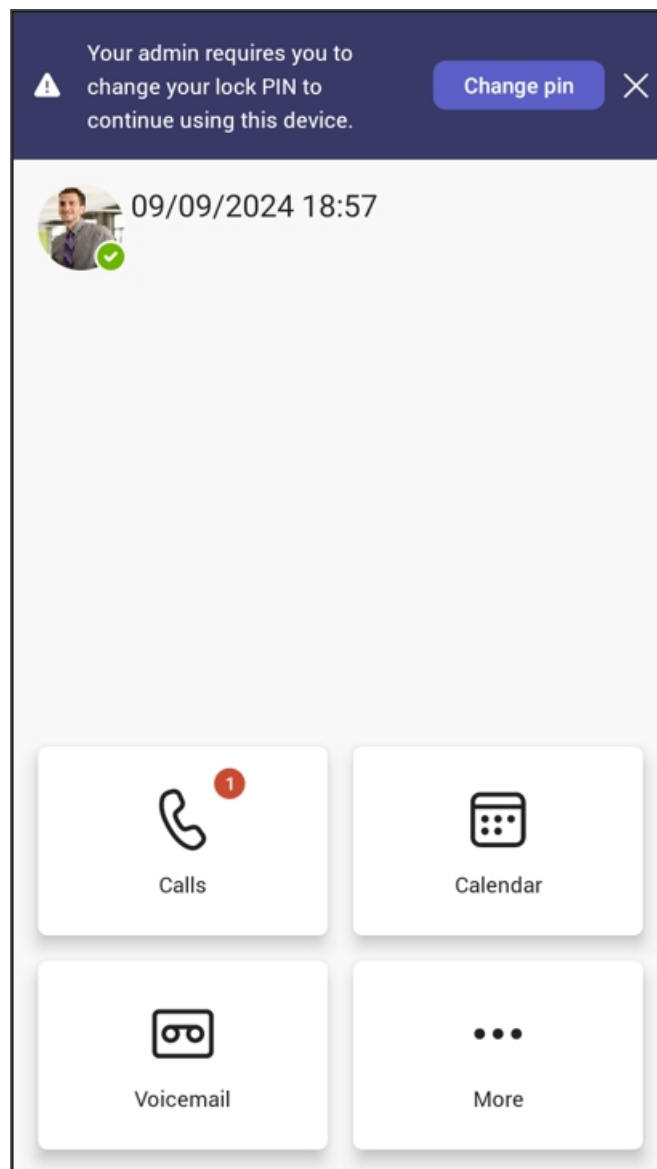 Your admin requires you to
change your lock PIN to
continue using this device.
Change pin
09/09/2024 18:57
1
Calls
Calendar
Voicemail
More